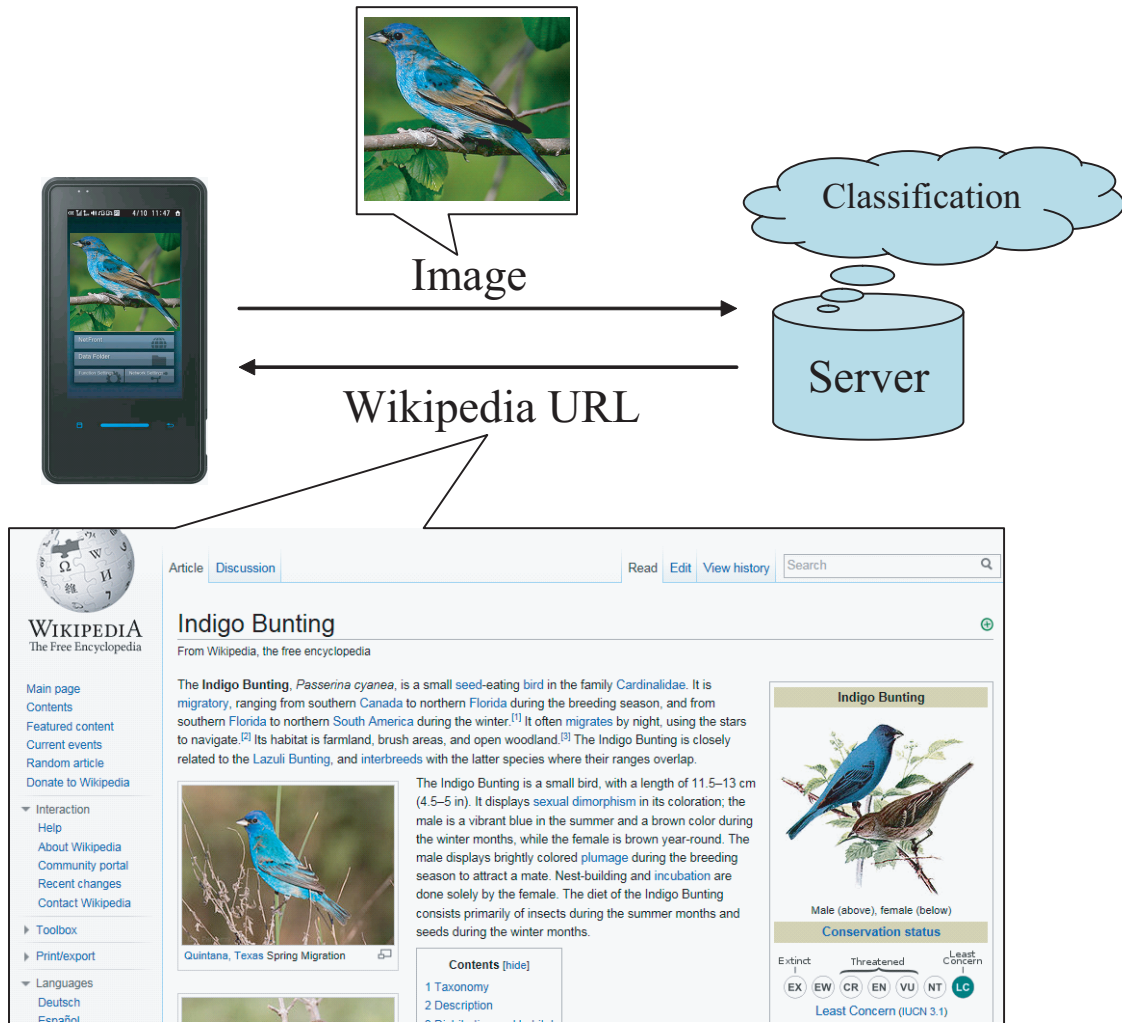 Classification
4/10 11:47
Image
NetFront
Data Folder
Function Settings
Network Settings
Server
Wikipedia URL
Article Discussion Read Edit View history Search
WIKIPEDIA
The Free Encyclopedia
Indigo Bunting
From Wikipedia, the free encyclopedia
Main page
Contents
Featured content
Current events
Random article
Donate to Wikipedia
Interaction
Help
About Wikipedia
Community portal
Recent changes
Contact Wikipedia
Toolbox
Print/export
Languages
Deutsch
Español
The Indigo Bunting, Passerina cyanea, is a small seed-eating bird in the family Cardinalidae. It is
migratory, ranging from southern Canada to northern Florida during the breeding season, and from
southern Florida to northern South America during the winter.[1] It often migrates by night, using the stars
to navigate.[2] Its habitat is farmland, brush areas, and open woodland.[3] The Indigo Bunting is closely
related to the Lazuli Bunting, and interbreeds with the latter species where their ranges overlap.
The Indigo Bunting is a small bird, with a length of 11.5–13 cm
(4.5–5 in). It displays sexual dimorphism in its coloration; the
male is a vibrant blue in the summer and a brown color during
the winter months, while the female is brown year-round. The
male displays brightly colored plumage during the breeding
season to attract a mate. Nest-building and incubation are
done solely by the female. The diet of the Indigo Bunting
consists primarily of insects during the summer months and
seeds during the winter months.
Quintana, Texas Spring Migration
Contents [hide]
1 Taxonomy
2 Description
Indigo Bunting
Male (above), female (below)
Conservation status
Extinct Threatened Least
Concern
EX EW CR EN VU NT LC
Least Concern (IUCN 3.1)